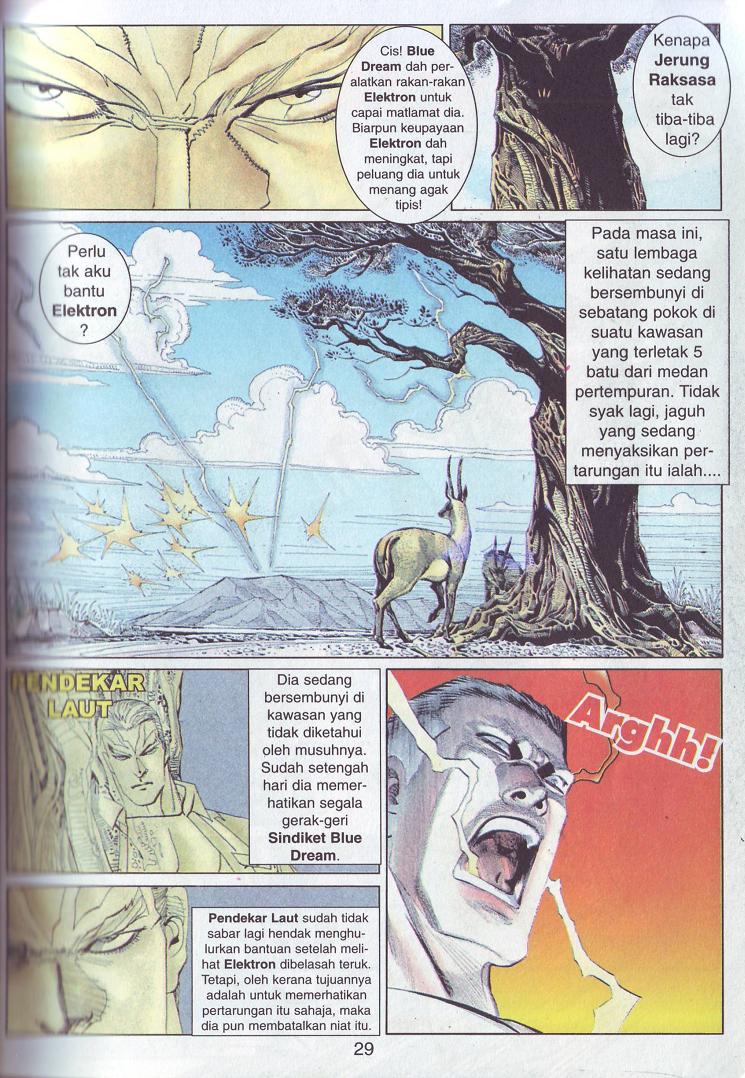 Cis! Blue
Dream dah per-
alatkan rakan-rakan
Elektron untuk
capai matlamat dia.
Biarpun keupayaan
Elektron dah
meningkat, tapi
peluang dia untuk
menang agak
tipis!
Kenapa
Jerung
Raksasa
tak
tiba-tiba
lagi?
Perlu
tak aku
bantu
Elektron
?
Pada masa ini,
satu lembaga
kelihatan sedang
bersembunyi di
sebatang pokok di
suatu kawasan
yang terletak 5
batu dari medan
pertempuran. Tidak
syak lagi, jaguh
yang sedang
menyaksikan per-
tarungan itu ialah....
PENDEKAR
LAUT
Dia sedang
bersembunyi di
kawasan yang
tidak diketahui
oleh musuhnya.
Sudah setengah
hari dia memer-
hatikan segala
gerak-geri
Sindiket Blue
Dream.
Arghh!
Pendekar Laut sudah tidak
sabar lagi hendak menghu-
lurkan bantuan setelah meli-
hat Elektron dibelasah teruk.
Tetapi, oleh kerana tujuannya
adalah untuk memerhatikan
pertarungan itu sahaja, maka
dia pun membatalkan niat itu.
29